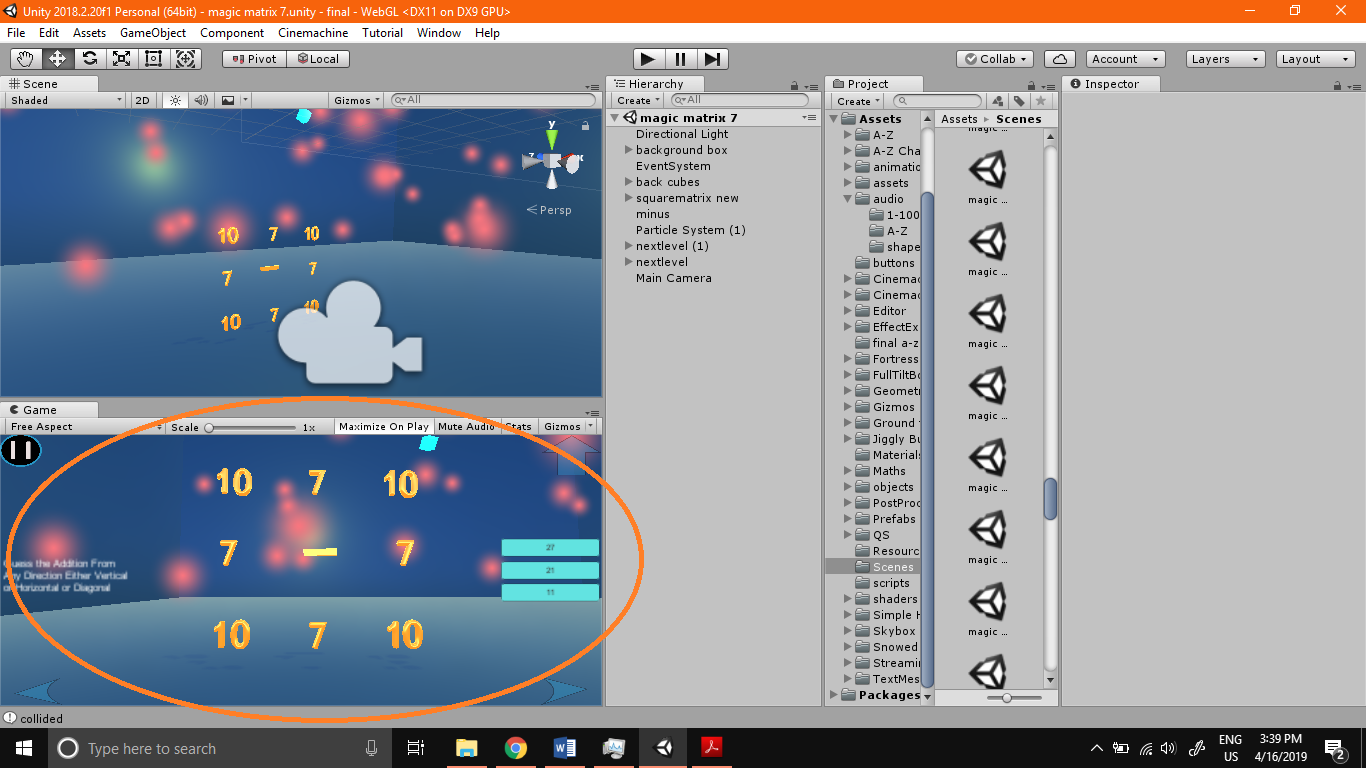 Unity 2018.2.20f1 Personal (64bit) - magic matrix 7.unity - final - WebGL <DX11 on DX9 GPU>
File Edit Assets GameObject Component Cinemachine Tutorial Window Help
Pivot Local Collab Account Layers Layout
Scene
Shaded 2D Gizmos All
y
x
Persp
10 7 10
7 7
10 7 10
Game
Free Aspect Scale 1x Maximize On Play Mute Audio Stats Gizmos
10 7 10
7 — 7
10 7 10
Guess the Addition From
Any Direction Either Vertical
or Horizontal or Diagonal
27
21
11
Hierarchy
Create All
magic matrix 7
Directional Light
background box
EventSystem
back cubes
squarematrix new
minus
Particle System (1)
nextlevel (1)
nextlevel
Main Camera
Project
Create
Assets
A-Z
A-Z Cha
animatic
assets
audio
1-100
A-Z
shape
buttons
Cinemac
Cinemac
Editor
EffectEx
final a-z
Fortress
FullTiltBo
Geometr
Gizmos
Ground
Jiggly Bu
Materials
Maths
objects
PostProc
Prefabs
QS
Resourc
Scenes
scripts
shaders
Simple H
Skybox
Snowed
Streamin
TextMes
Packages
Assets Scenes
magic ...
magic ...
magic ...
magic ...
magic ...
magic ...
magic ...
magic ...
Inspector
collided
Type here to search
ENG
US
3:39 PM
4/16/2019
2